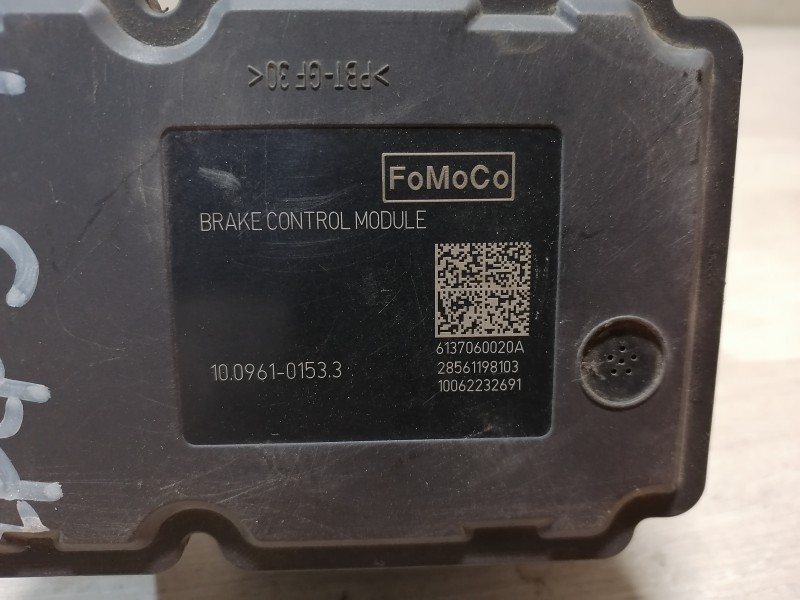 >PBT-GF30<
FoMoCo
BRAKE CONTROL MODULE
6137060020A
10.0961-0153.3
28561198103
10062232691